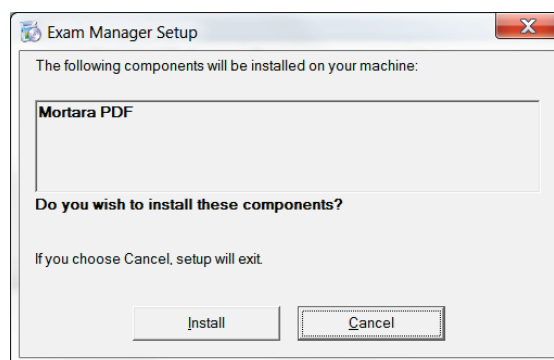 Exam Manager Setup
The following components will be installed on your machine:
Mortara PDF
Do you wish to install these components?
If you choose Cancel, setup will exit.
Install Cancel